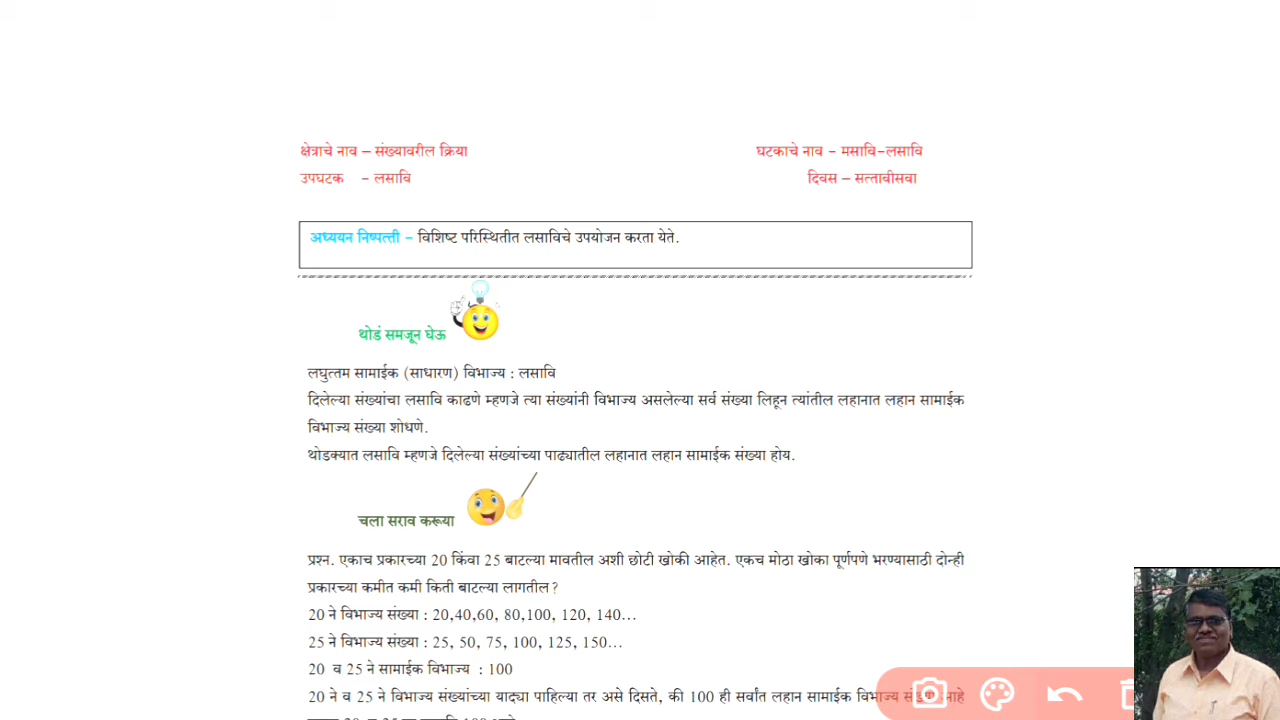 क्षेत्राचे नाव – संख्यावरील क्रिया घटकाचे नाव - मसावि-लसावि
उपघटक - लसावि दिवस – सत्तावीसवा
अध्ययन निष्पत्ती - विशिष्ट परिस्थितीत लसाविचे उपयोजन करता येते.
थोडं समजून घेऊ
लघुत्तम सामाईक (साधारण) विभाज्य : लसावि
दिलेल्या संख्यांचा लसावि काढणे म्हणजे त्या संख्यांनी विभाज्य असलेल्या सर्व संख्या लिहून त्यांतील लहानात लहान सामाईक
विभाज्य संख्या शोधणे.
थोडक्यात लसावि म्हणजे दिलेल्या संख्यांच्या पाढ्यातील लहानात लहान सामाईक संख्या होय.
चला सराव करूया
प्रश्न. एकाच प्रकारच्या 20 किंवा 25 बाटल्या मावतील अशी छोटी खोकी आहेत. एकच मोठा खोका पूर्णपणे भरण्यासाठी दोन्ही
प्रकारच्या कमीत कमी किती बाटल्या लागतील ?
20 ने विभाज्य संख्या : 20,40,60, 80,100, 120, 140...
25 ने विभाज्य संख्या : 25, 50, 75, 100, 125, 150...
20 व 25 ने सामाईक विभाज्य : 100
20 ने व 25 ने विभाज्य संख्यांच्या याद्या पाहिल्या तर असे दिसते, की 100 ही सर्वांत लहान सामाईक विभाज्य संख्या आहे